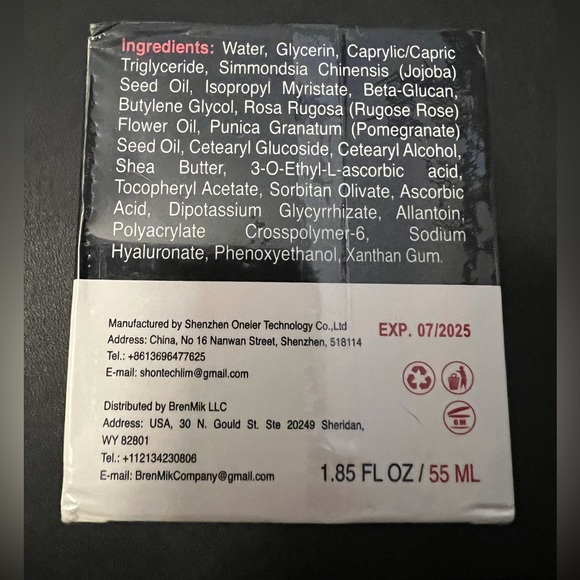 Ingredients: Water, Glycerin, Caprylic/Capric
Triglyceride, Simmondsia Chinensis (Jojoba)
Seed Oil, Isopropyl Myristate, Beta-Glucan,
Butylene Glycol, Rosa Rugosa (Rugose Rose)
Flower Oil, Punica Granatum (Pomegranate)
Seed Oil, Cetearyl Glucoside, Cetearyl Alcohol,
Shea Butter, 3-O-Ethyl-L-ascorbic acid,
Tocopheryl Acetate, Sorbitan Olivate, Ascorbic
Acid, Dipotassium Glycyrrhizate, Allantoin,
Polyacrylate Crosspolymer-6, Sodium
Hyaluronate, Phenoxyethanol, Xanthan Gum.
Manufactured by Shenzhen Oneier Technology Co.,Ltd
Address: China, No 16 Nanwan Street, Shenzhen, 518114
Tel.: +8613696477625
E-mail: shontechlim@gmail.com
EXP. 07/2025
6M
Distributed by BrenMik LLC
Address: USA, 30 N. Gould St. Ste 20249 Sheridan,
WY 82801
Tel.: +112134230806
E-mail: BrenMikCompany@gmail.com
1.85 FL OZ / 55 ML